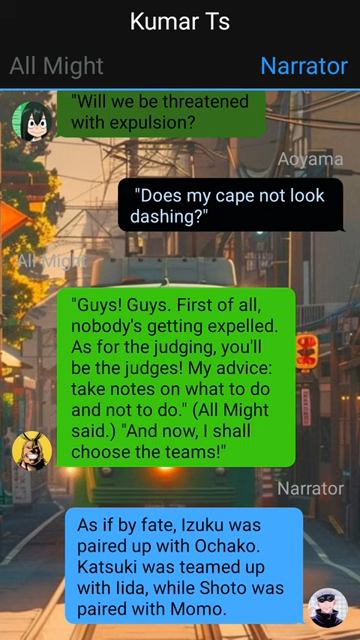 Kumar Ts
All Might
Narrator
"Will we be threatened
with expulsion?
Aoyama
"Does my cape not look
dashing?"
All Might
"Guys! Guys. First of all,
nobody's getting expelled.
As for the judging, you'll
be the judges! My advice:
take notes on what to do
and not to do." (All Might
said.) "And now, I shall
choose the teams!"
Narrator
As if by fate, Izuku was
paired up with Ochako.
Katsuki was teamed up
with Iida, while Shoto was
paired with Momo.